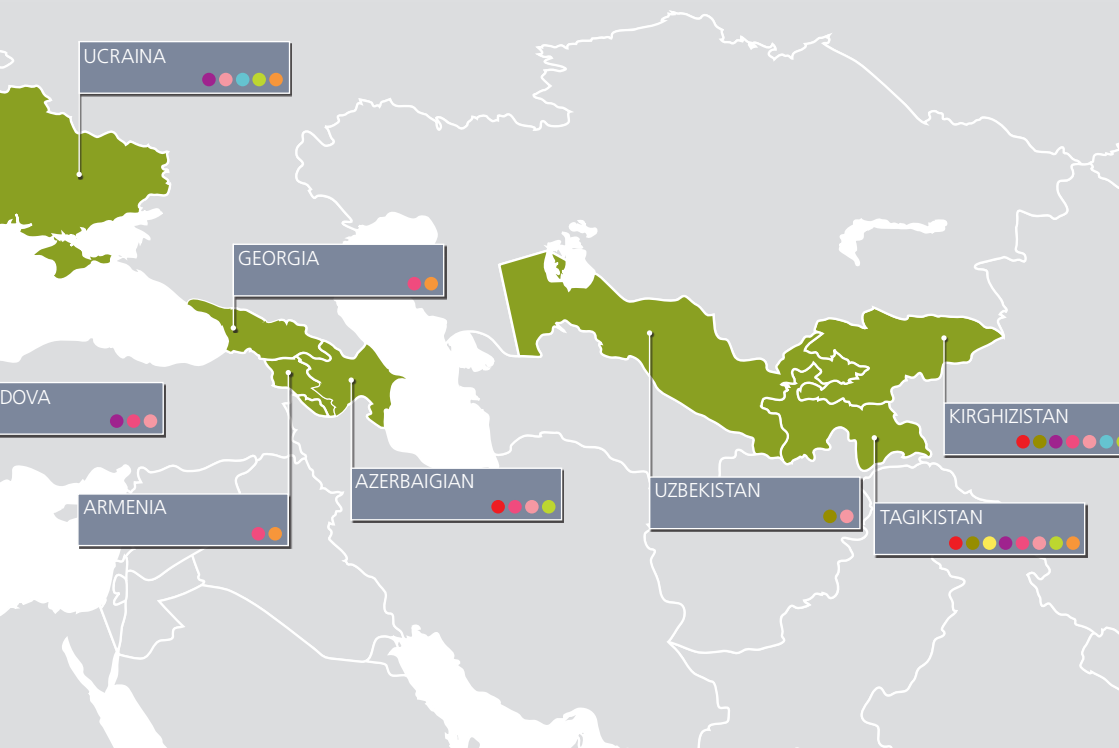 UCRAINA
GEORGIA
DOVA
ARMENIA
AZERBAIGIAN
UZBEKISTAN
KIRGHIZISTAN
TAGIKISTAN